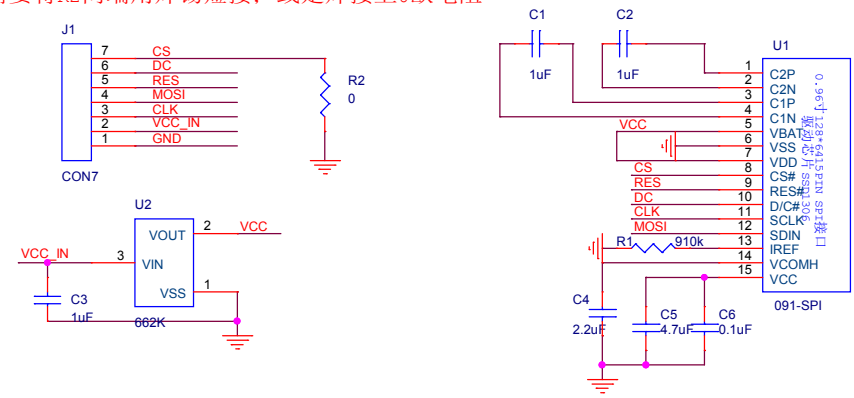 J1
7 CS
6 DC
5 RES
4 MOSI
3 CLK
2 VCC_IN
1 GND
CON7
R2
0
U2
VOUT 2 VCC
VCC_IN 3 VIN
VSS 1
662K
C3
1uF
C1
1uF
C2
1uF
U1
1 C2P
2 C2N
3 C1P
4 C1N
VCC 5 VBAT
6 VSS
7 VDD
CS 8 CS#
RES 9 RES#
DC 10 D/C#
CLK 11 SCLK
MOSI 12 SDIN
R1 910k 13 IREF
14 VCOMH
15 VCC
0.96寸128*6415PIN SPI接口
驱动芯片SSD1306
091-SPI
C4
2.2uF
C5
4.7uF
C6
0.1uF